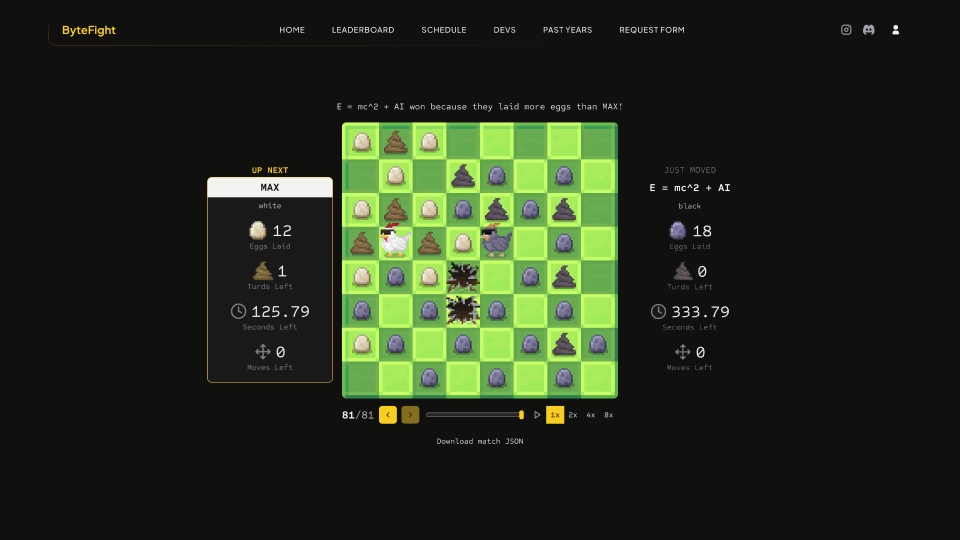 ByteFight
HOME
LEADERBOARD
SCHEDULE
DEVS
PAST YEARS
REQUEST FORM
E = mc^2 + AI won because they laid more eggs than MAX!
UP NEXT
MAX
white
12
Eggs Laid
1
Turds Left
125.79
Seconds Left
0
Moves Left
JUST MOVED
E = mc^2 + AI
black
18
Eggs Laid
0
Turds Left
333.79
Seconds Left
0
Moves Left
81/81
1x
2x
4x
8x
Download match JSON